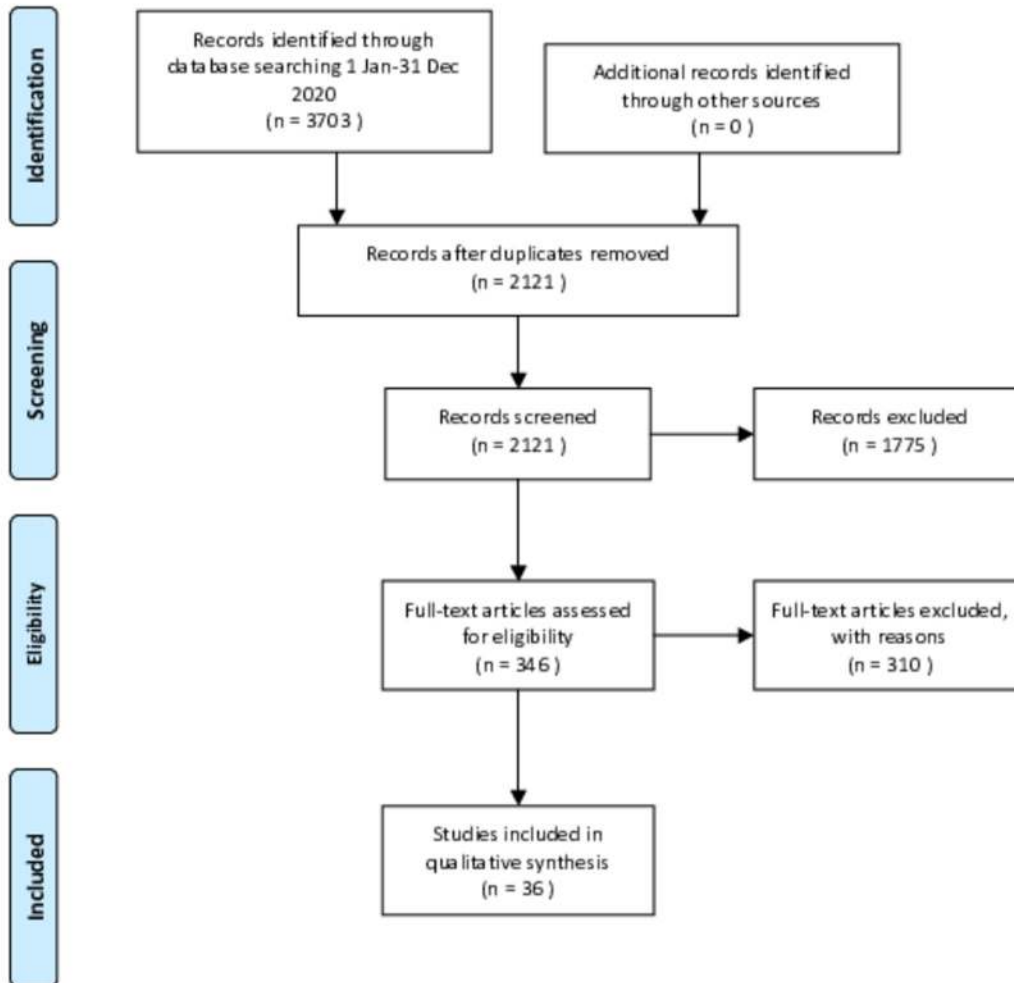 Identification
Records identified through
database searching 1 Jan-31 Dec
2020
(n = 3703 )
Additional records identified
through other sources
(n = 0 )
Records after duplicates removed
(n = 2121 )
Screening
Records screened
(n = 2121 )
Records excluded
(n = 1775 )
Eligibility
Full-text articles assessed
for eligibility
(n = 346 )
Full-text articles excluded,
with reasons
(n = 310 )
Included
Studies included in
qualitative synthesis
(n = 36 )